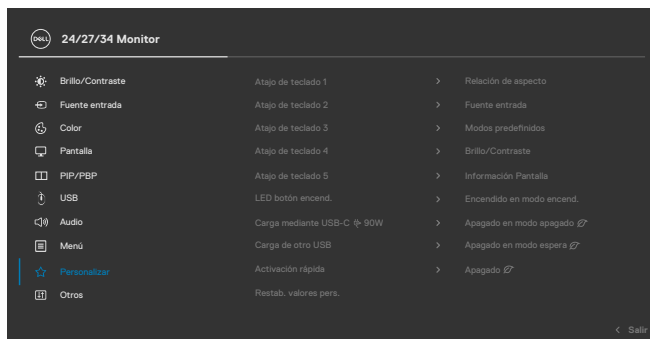 DELL 24/27/34 Monitor
Brillo/Contraste Atajo de teclado 1 > Relación de aspecto
Fuente entrada Atajo de teclado 2 > Fuente entrada
Color Atajo de teclado 3 > Modos predefinidos
Pantalla Atajo de teclado 4 > Brillo/Contraste
PIP/PBP Atajo de teclado 5 > Información Pantalla
USB LED botón encend. > Encendido en modo encend.
Audio Carga mediante USB-C 90W > Apagado en modo apagado
Menú Carga de otro USB > Apagado en modo espera
Personalizar Activación rápida > Apagado
Otros Restab. valores pers.
< Salir